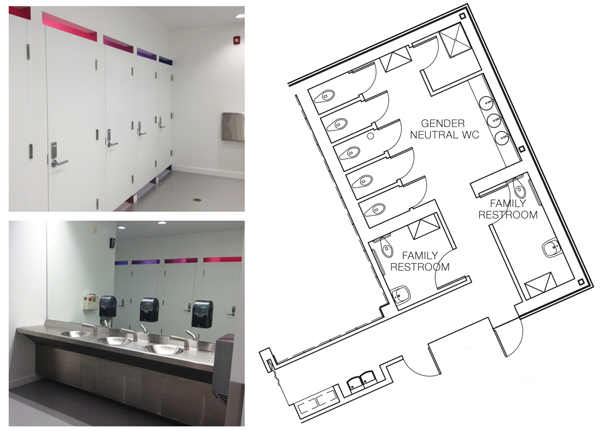 GENDER
NEUTRAL WC
FAMILY
RESTROOM
FAMILY
RESTROOM